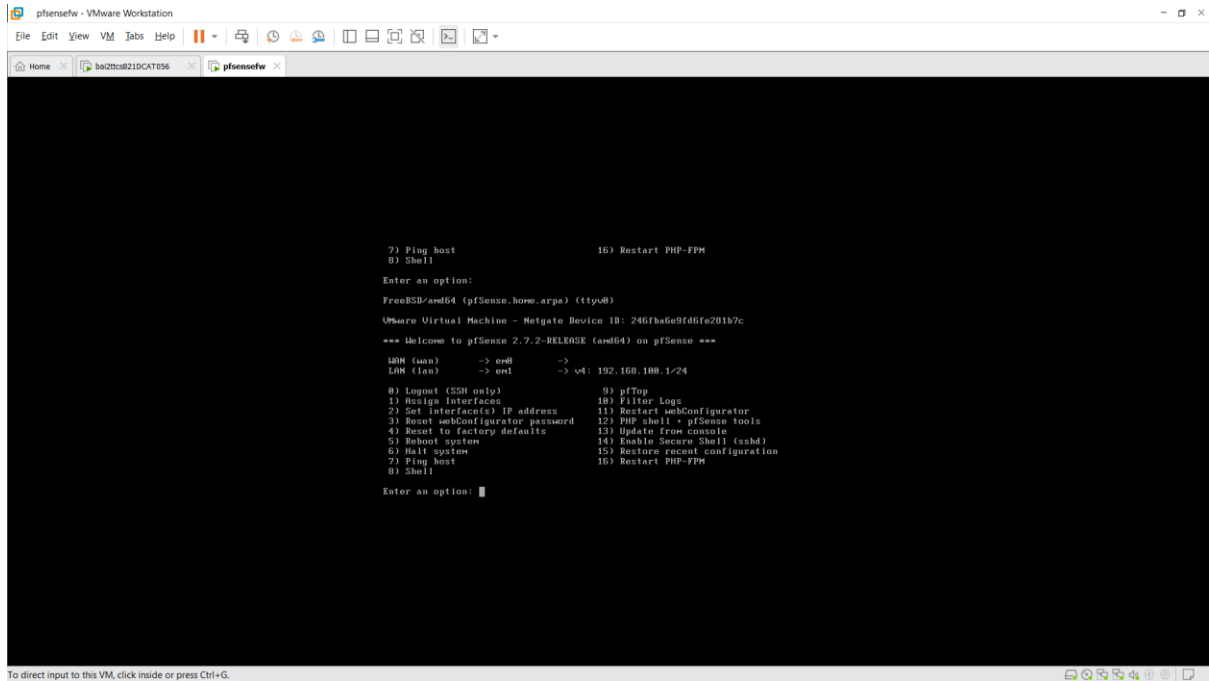 pfsensefw - VMware Workstation
File Edit View VM Tabs Help
Home bai2ttcsB21DCAT056 pfsensefw
7) Ping host 16) Restart PHP-FPM
8) Shell
Enter an option:
FreeBSD/amd64 (pfSense.home.arpa) (ttyv0)
VMware Virtual Machine - Netgate Device ID: 246fba6e9fd6fe281b7c
*** Welcome to pfSense 2.7.2-RELEASE (amd64) on pfSense ***
WAN (wan) -> em0 ->
LAN (lan) -> em1 -> v4: 192.168.100.1/24
0) Logout (SSH only) 9) pfTop
1) Assign Interfaces 10) Filter Logs
2) Set interface(s) IP address 11) Restart webConfigurator
3) Reset webConfigurator password 12) PHP shell + pfSense tools
4) Reset to factory defaults 13) Update from console
5) Reboot system 14) Enable Secure Shell (sshd)
6) Halt system 15) Restore recent configuration
7) Ping host 16) Restart PHP-FPM
8) Shell
Enter an option:
To direct input to this VM, click inside or press Ctrl+G.